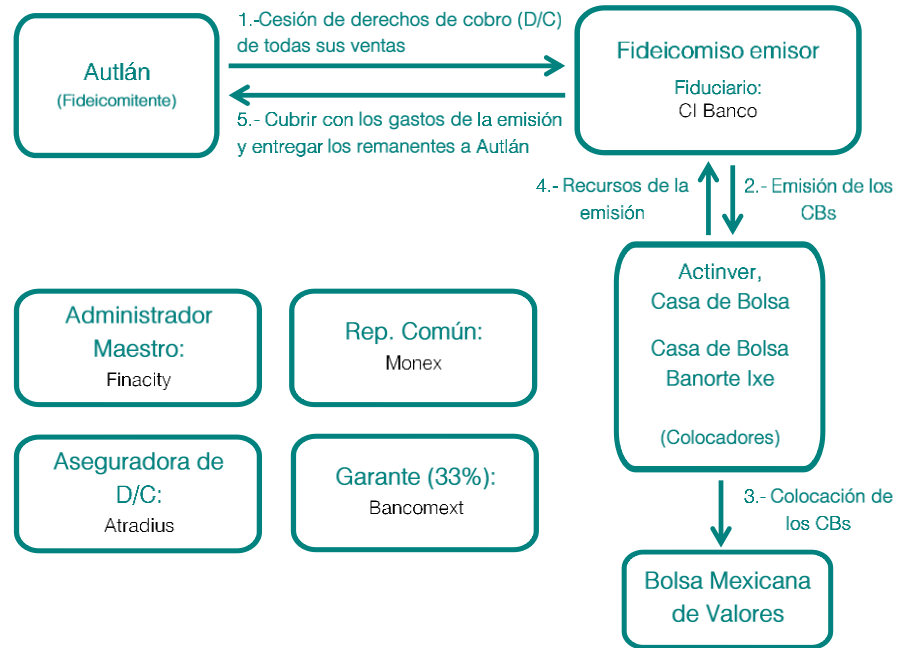 1.-Cesión de derechos de cobro (D/C)
de todas sus ventas
Autlán
(Fideicomitente)
Fideicomiso emisor
Fiduciario:
CI Banco
5.- Cubrir con los gastos de la emisión
y entregar los remanentes a Autlán
4.- Recursos de la
emisión
2.- Emisión de los
CBs
Actinver,
Casa de Bolsa
Casa de Bolsa
Banorte Ixe
(Colocadores)
Administrador
Maestro:
Finacity
Rep. Común:
Monex
Aseguradora de
D/C:
Atradius
Garante (33%):
Bancomext
3.- Colocación de
los CBs
Bolsa Mexicana
de Valores